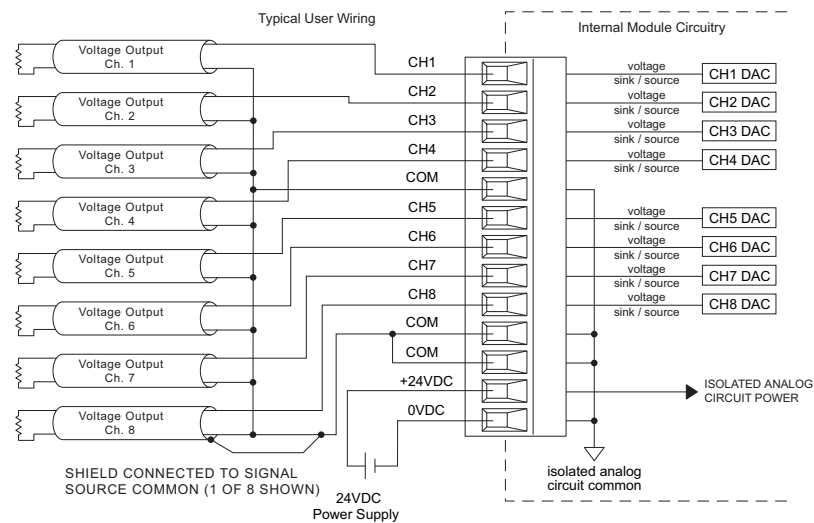 Typical User Wiring
Internal Module Circuitry
Voltage Output
Ch. 1
Voltage Output
Ch. 2
Voltage Output
Ch. 3
Voltage Output
Ch. 4
Voltage Output
Ch. 5
Voltage Output
Ch. 6
Voltage Output
Ch. 7
Voltage Output
Ch. 8
CH1
CH2
CH3
CH4
COM
CH5
CH6
CH7
CH8
COM
COM
+24VDC
0VDC
voltage
sink / source
CH1 DAC
voltage
sink / source
CH2 DAC
voltage
sink / source
CH3 DAC
voltage
sink / source
CH4 DAC
voltage
sink / source
CH5 DAC
voltage
sink / source
CH6 DAC
voltage
sink / source
CH7 DAC
voltage
sink / source
CH8 DAC
ISOLATED ANALOG
CIRCUIT POWER
isolated analog
circuit common
SHIELD CONNECTED TO SIGNAL
SOURCE COMMON (1 OF 8 SHOWN)
24VDC
Power Supply